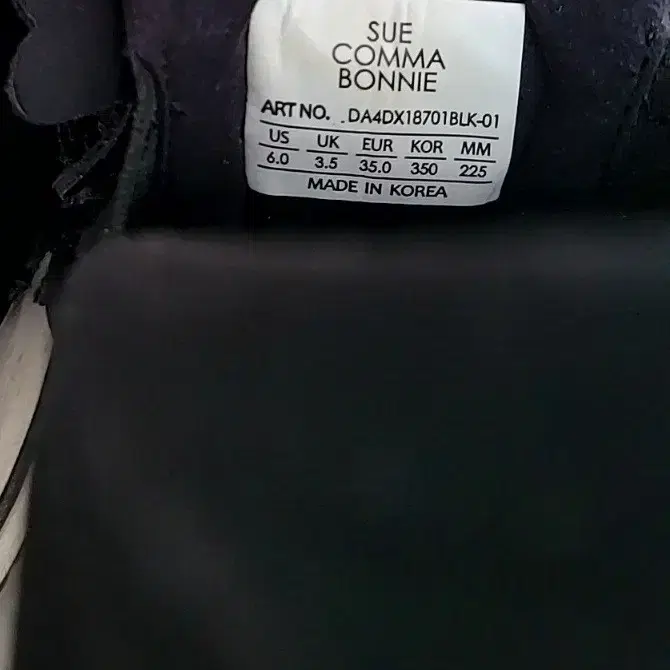 SUE
COMMA
BONNIE
ART NO. .DA4DX18701BLK-01
US UK EUR KOR MM
6.0 3.5 35.0 350 225
MADE IN KOREA